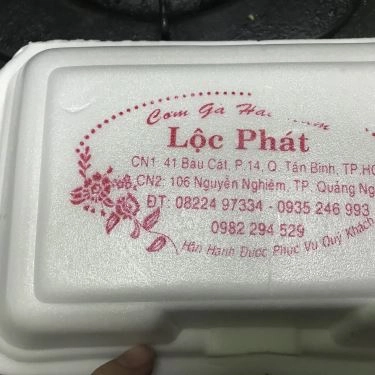 Cơm Gà Hải
Lộc Phát
CN1: 41 Bàu Cát, P.14, Q. Tân Bình, TP.HC
CN2: 106 Nguyễn Nghiêm, TP. Quảng Ng
ĐT: 08224 97334 - 0935 246 993
0982 294 529
Hân Hạnh Được Phục Vụ Quý Khách